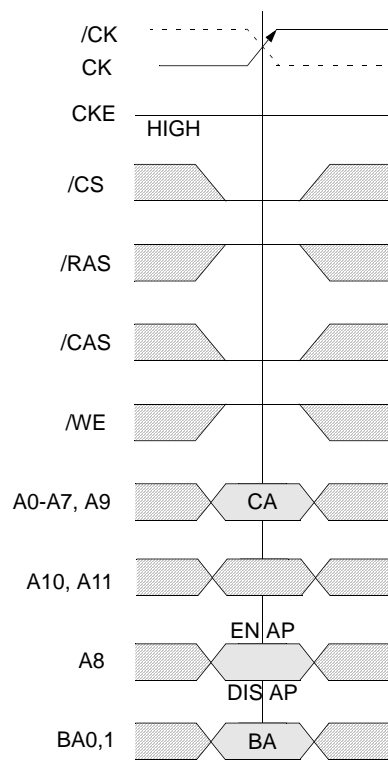 /CK
CK
CKE
HIGH
/CS
/RAS
/CAS
/WE
A0-A7, A9
CA
A10, A11
EN AP
A8
DIS AP
BA0,1
BA